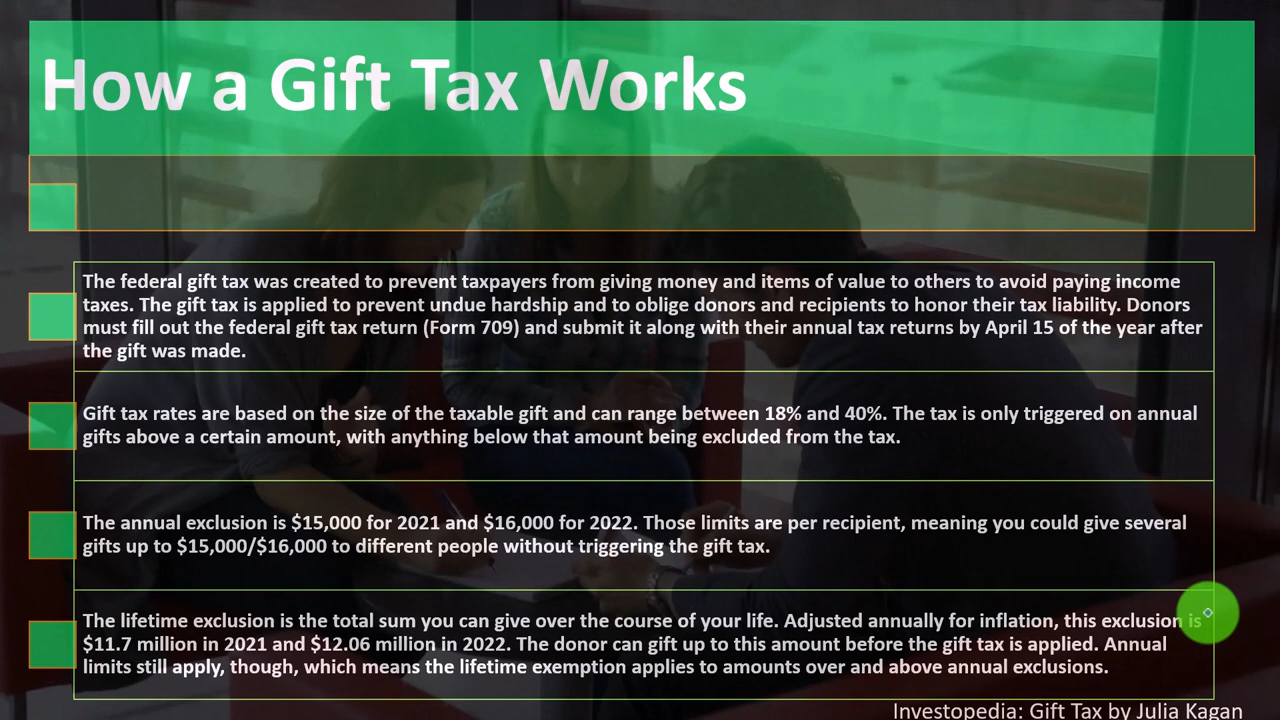 How a Gift Tax Works
The federal gift tax was created to prevent taxpayers from giving money and items of value to others to avoid paying income
taxes. The gift tax is applied to prevent undue hardship and to oblige donors and recipients to honor their tax liability. Donors
must fill out the federal gift tax return (Form 709) and submit it along with their annual tax returns by April 15 of the year after
the gift was made.
Gift tax rates are based on the size of the taxable gift and can range between 18% and 40%. The tax is only triggered on annual
gifts above a certain amount, with anything below that amount being excluded from the tax.
The annual exclusion is $15,000 for 2021 and $16,000 for 2022. Those limits are per recipient, meaning you could give several
gifts up to $15,000/$16,000 to different people without triggering the gift tax.
The lifetime exclusion is the total sum you can give over the course of your life. Adjusted annually for inflation, this exclusion is
$11.7 million in 2021 and $12.06 million in 2022. The donor can gift up to this amount before the gift tax is applied. Annual
limits still apply, though, which means the lifetime exemption applies to amounts over and above annual exclusions.
Investopedia: Gift Tax by Julia Kagan